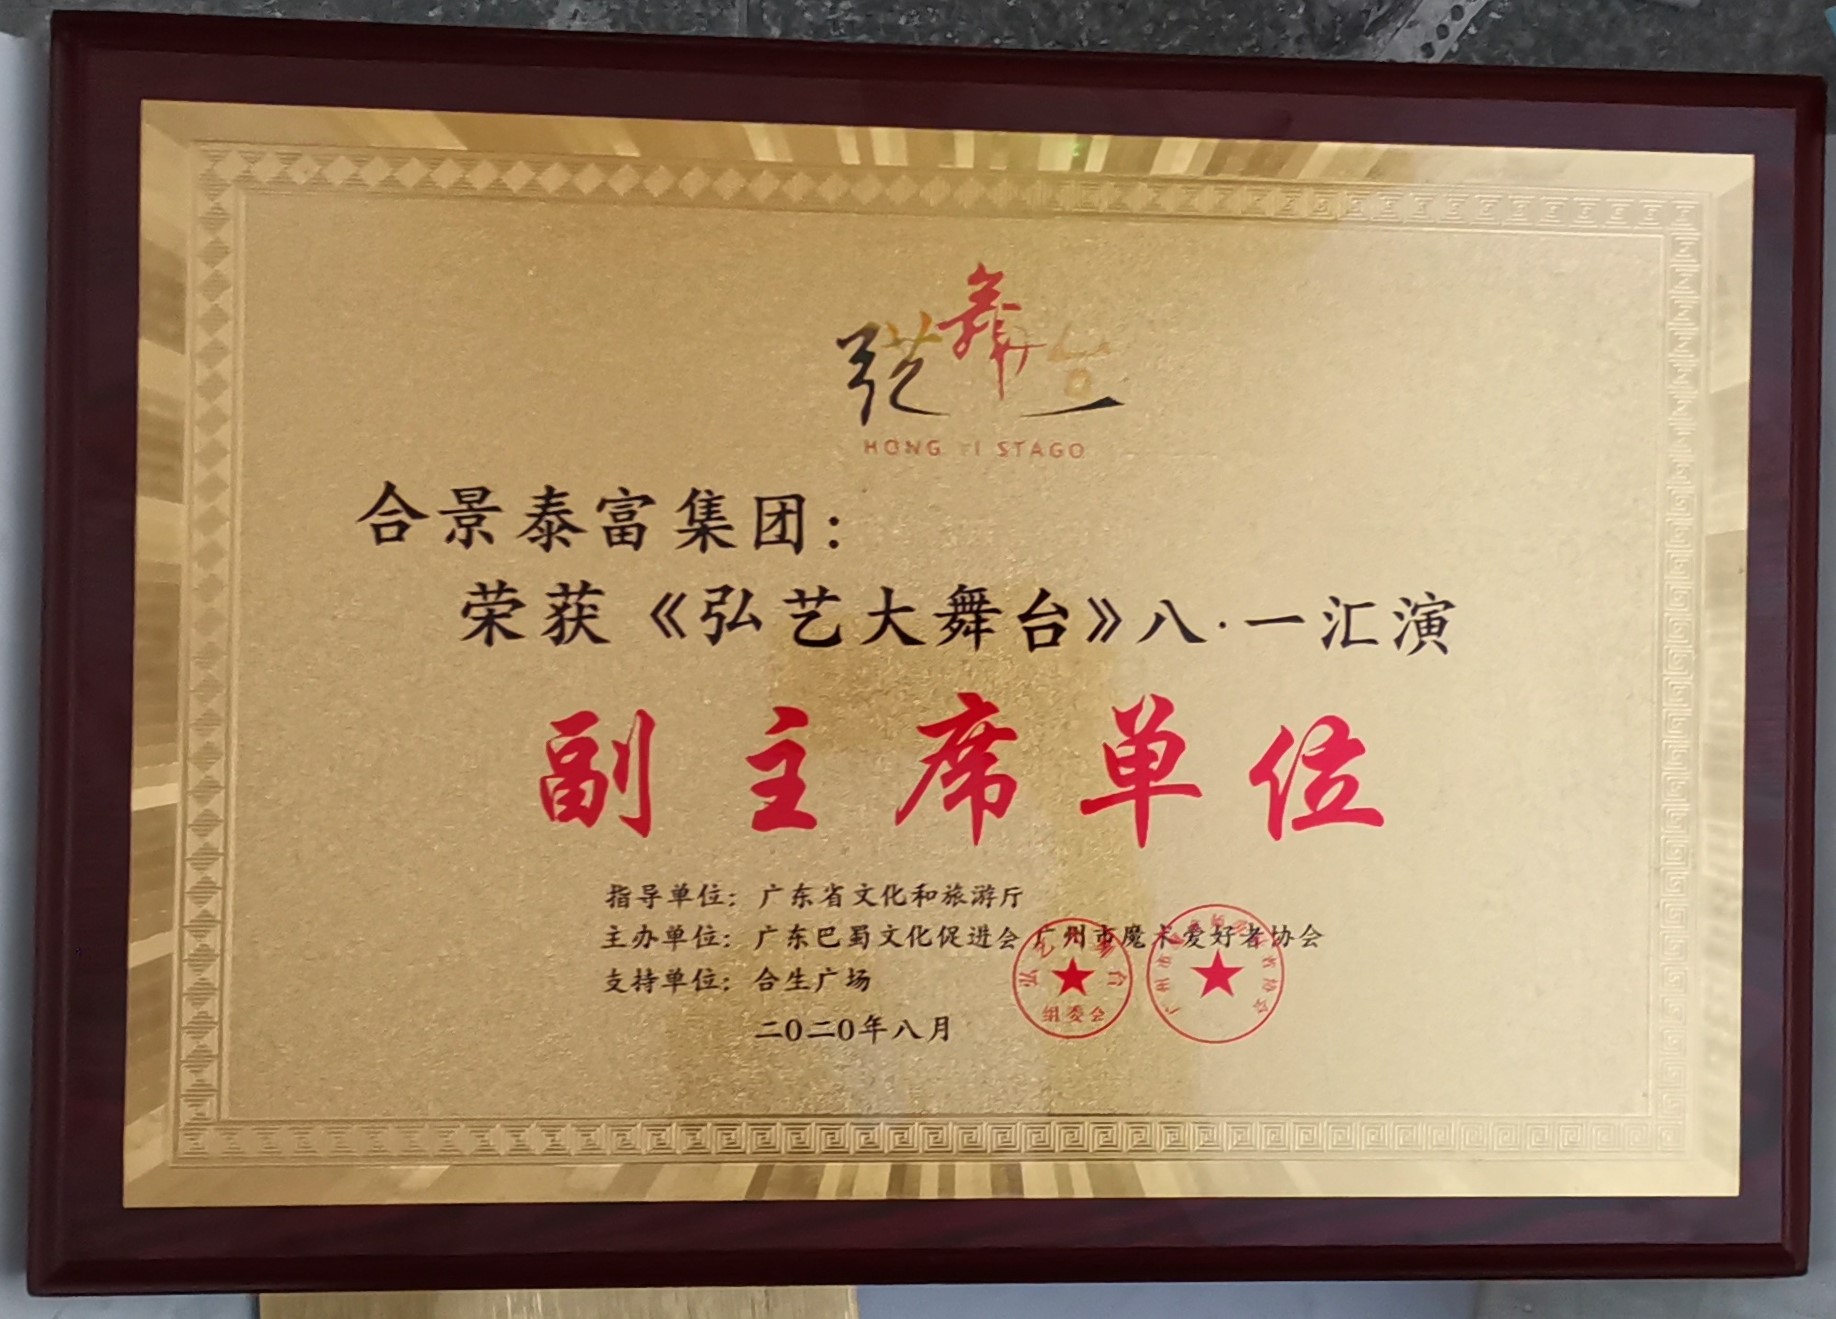 弘艺舞台
HONG YI STAGO
合景泰富集团：
荣获《弘艺大舞台》八·一汇演
副主席单位
指导单位：广东省文化和旅游厅
主办单位：广东巴蜀文化促进会 广州市魔术爱好者协会
支持单位：合生广场
二〇二〇年八月
弘艺舞台
组委会